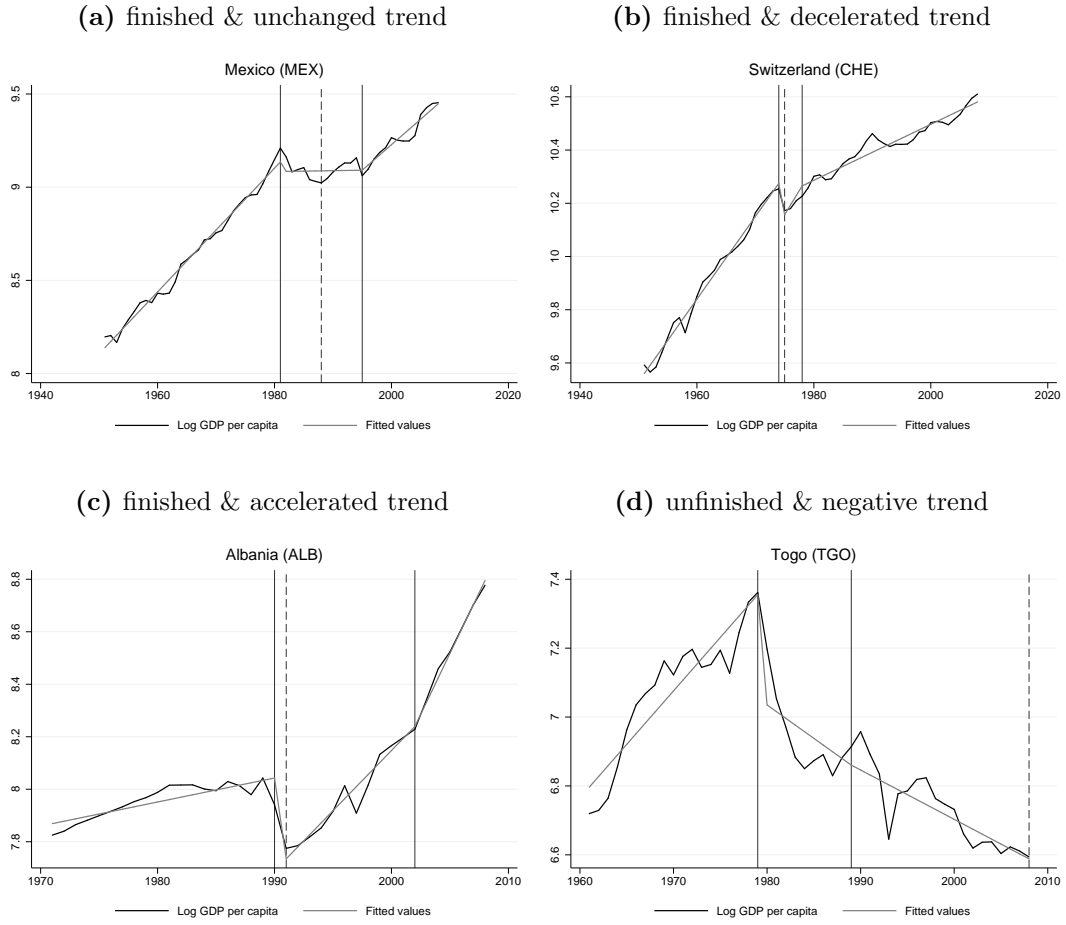 (a) finished & unchanged trend
Mexico (MEX)
9.5
9
8.5
8
1940 1960 1980 2000 2020
Log GDP per capita Fitted values
(b) finished & decelerated trend
Switzerland (CHE)
10.6
10.4
10.2
10
9.8
9.6
1940 1960 1980 2000 2020
Log GDP per capita Fitted values
(c) finished & accelerated trend
Albania (ALB)
8.8
8.6
8.4
8.2
8
7.8
1970 1980 1990 2000 2010
Log GDP per capita Fitted values
(d) unfinished & negative trend
Togo (TGO)
7.4
7.2
7
6.8
6.6
1960 1970 1980 1990 2000 2010
Log GDP per capita Fitted values